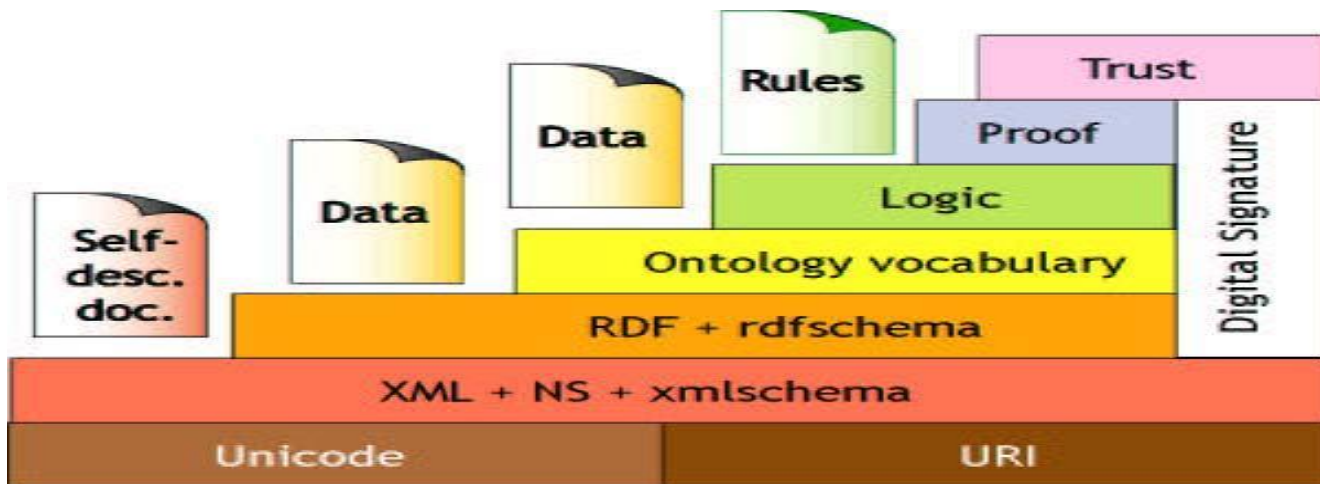 Rules
Trust
Data
Proof
Data
Logic
Self-
desc.
doc.
Ontology vocabulary
Digital Signature
RDF + rdfschema
XML + NS + xmlschema
Unicode
URI